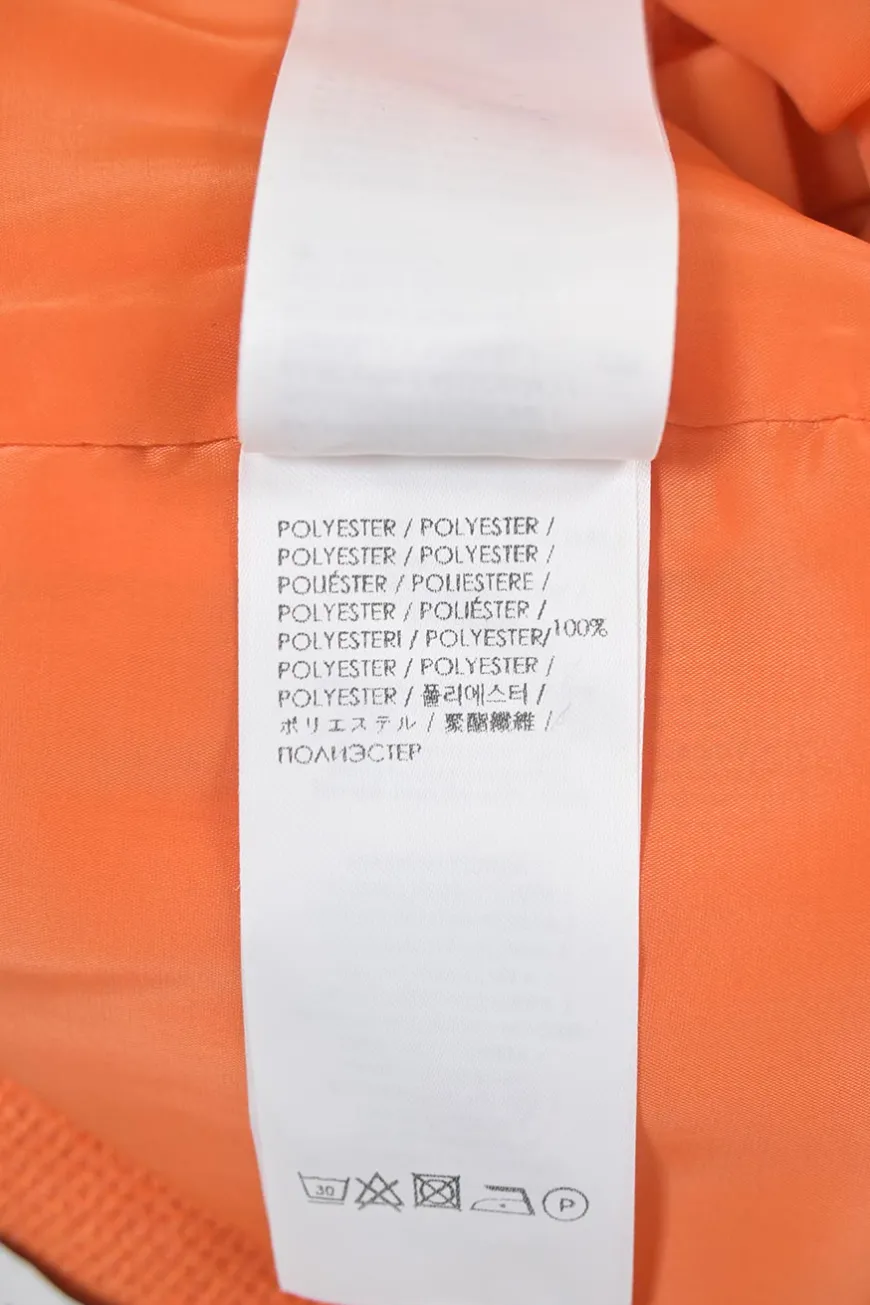 POLYESTER / POLYESTER /
POLYESTER / POLYESTER /
POLIÉSTER / POLIESTERE /
POLYESTER / POLIÉSTER /
POLYESTERI / POLYESTER/ 100%
POLYESTER / POLYESTER /
POLYESTER / 폴리에스터 /
ポリエステル / 聚酯纖維 /
ПОЛИЭСТЕР
30
P